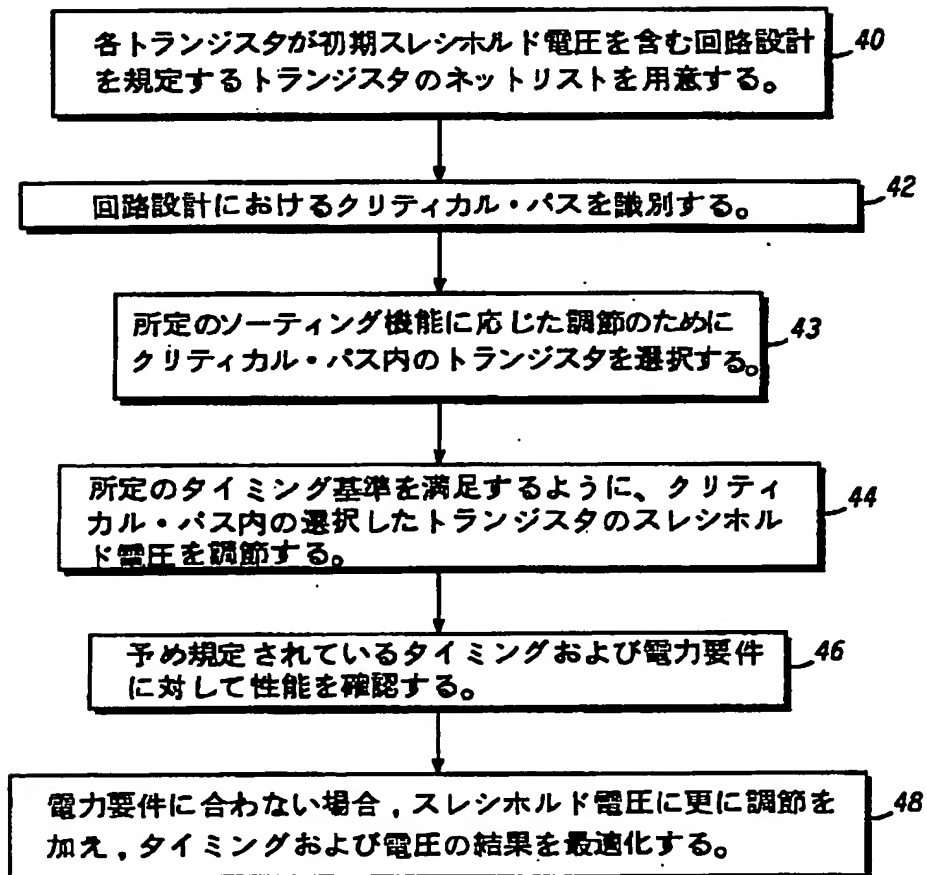 各トランジスタが初期スレシホルド電圧を含む回路設計
を規定するトランジスタのネットリストを用意する。
40
回路設計におけるクリティカル・パスを識別する。
42
所定のソーティング機能に応じた調節のために
クリティカル・パス内のトランジスタを選択する。
43
所定のタイミング基準を満足するように、クリティ
カル・パス内の選択したトランジスタのスレシホル
ド電圧を調節する。
44
予め規定されているタイミングおよび電力要件
に対して性能を確認する。
46
電力要件に合わない場合,スレシホルド電圧に更に調節を
加え,タイミングおよび電圧の結果を最適化する。
48